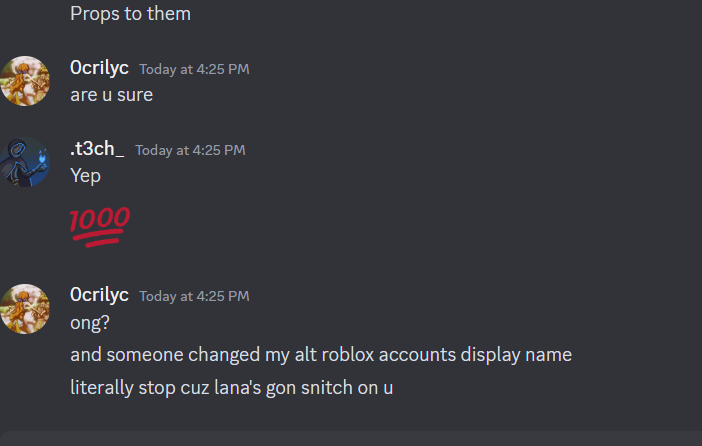 Props to them
0crilyc Today at 4:25 PM
are u sure
.t3ch_ Today at 4:25 PM
Yep
1000
0crilyc Today at 4:25 PM
ong?
and someone changed my alt roblox accounts display name
literally stop cuz lana's gon snitch on u